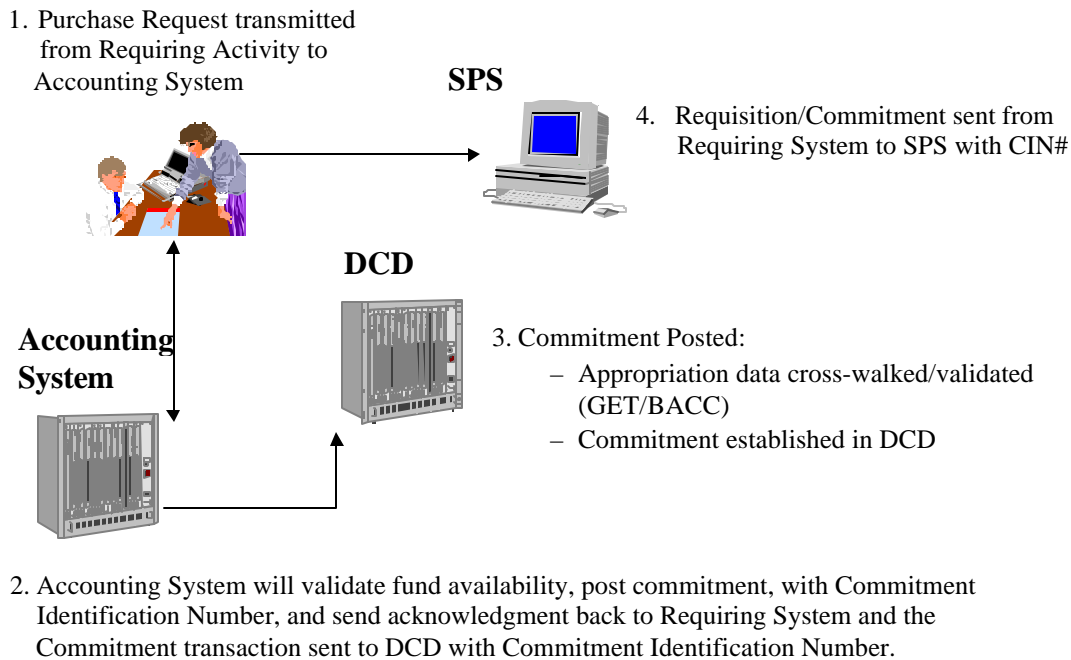 1. Purchase Request transmitted
from Requiring Activity to
Accounting System
SPS
4. Requisition/Commitment sent from
Requiring System to SPS with CIN#
DCD
Accounting
System
3. Commitment Posted:
– Appropriation data cross-walked/validated
(GET/BACC)
– Commitment established in DCD
2. Accounting System will validate fund availability, post commitment, with Commitment
Identification Number, and send acknowledgment back to Requiring System and the
Commitment transaction sent to DCD with Commitment Identification Number.